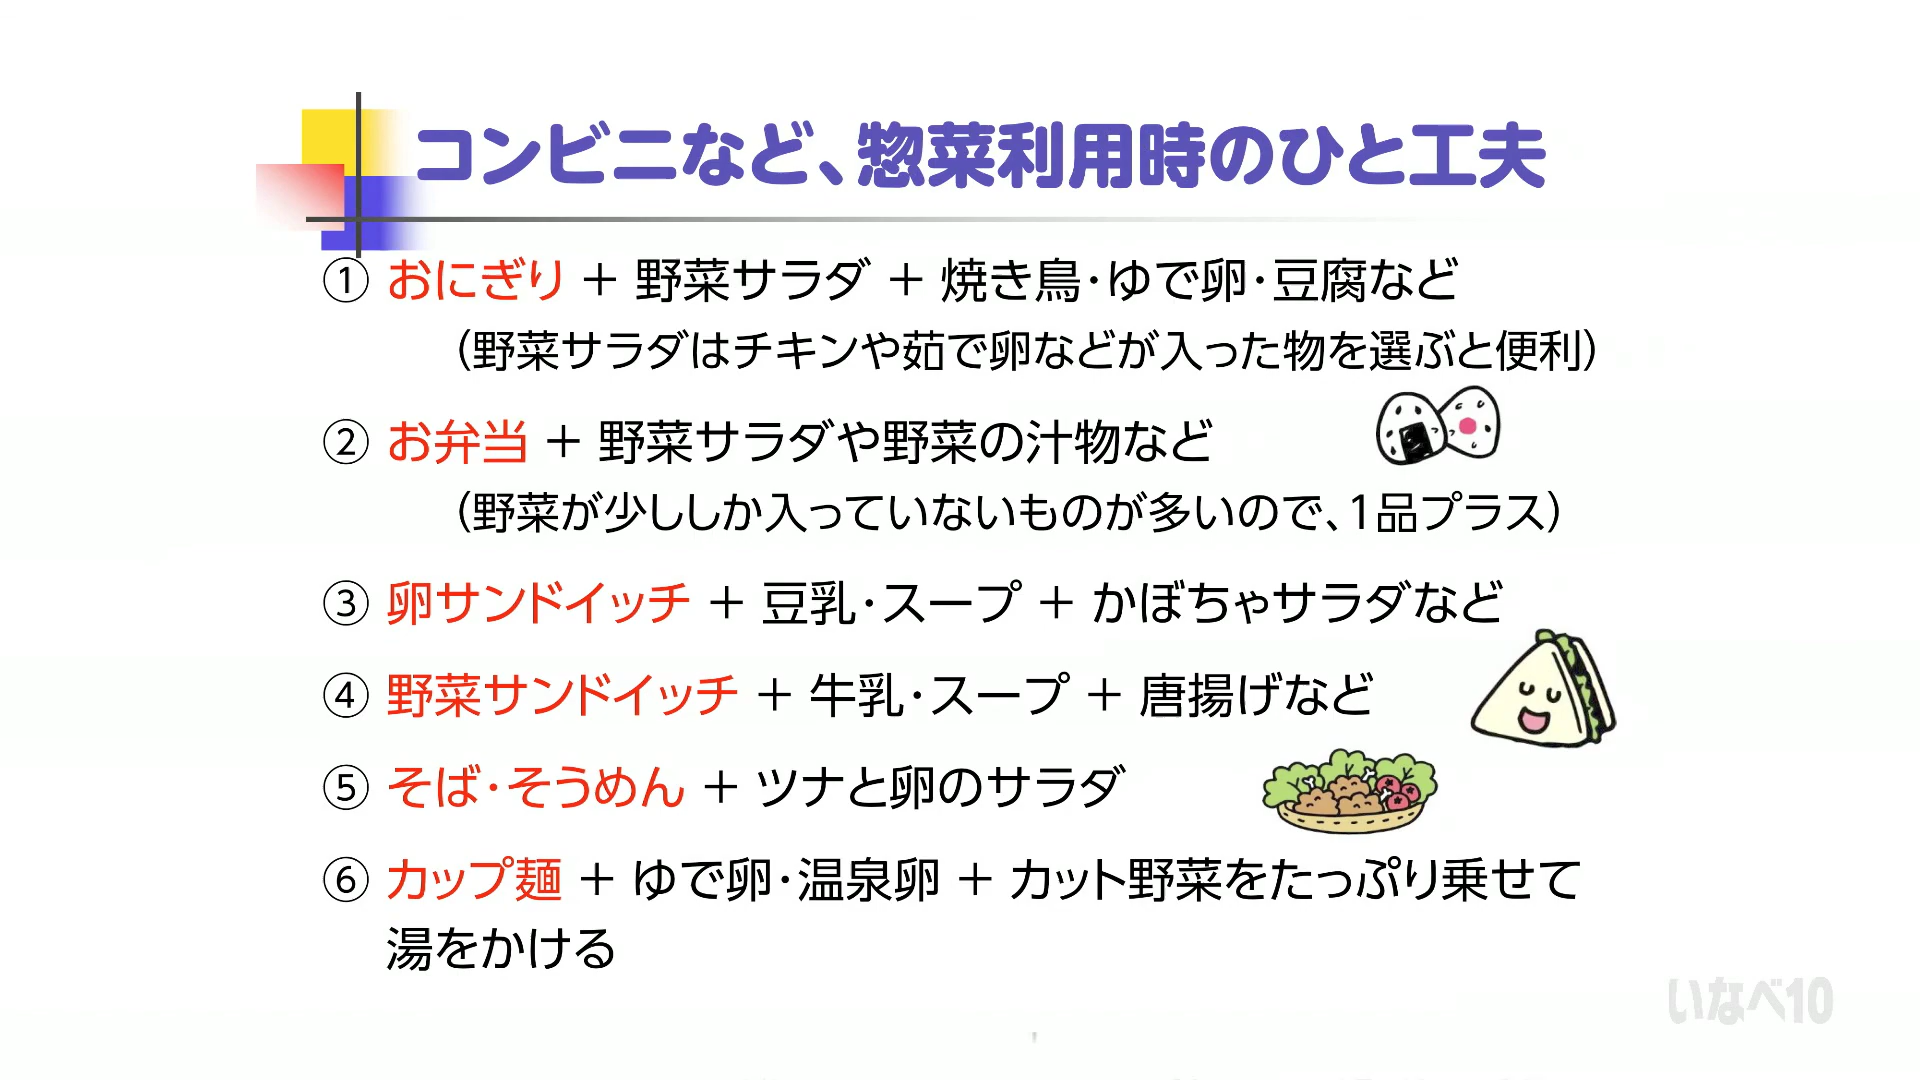 コンビニなど、惣菜利用時のひと工夫
① おにぎり ＋ 野菜サラダ ＋ 焼き鳥・ゆで卵・豆腐など
（野菜サラダはチキンや茹で卵などが入った物を選ぶと便利）
② お弁当 ＋ 野菜サラダや野菜の汁物など
（野菜が少ししか入っていないものが多いので、1品プラス）
③ 卵サンドイッチ ＋ 豆乳・スープ ＋ かぼちゃサラダなど
④ 野菜サンドイッチ ＋ 牛乳・スープ ＋ 唐揚げなど
⑤ そば・そうめん ＋ ツナと卵のサラダ
⑥ カップ麺 ＋ ゆで卵・温泉卵 ＋ カット野菜をたっぷり乗せて
湯をかける
いなべ10